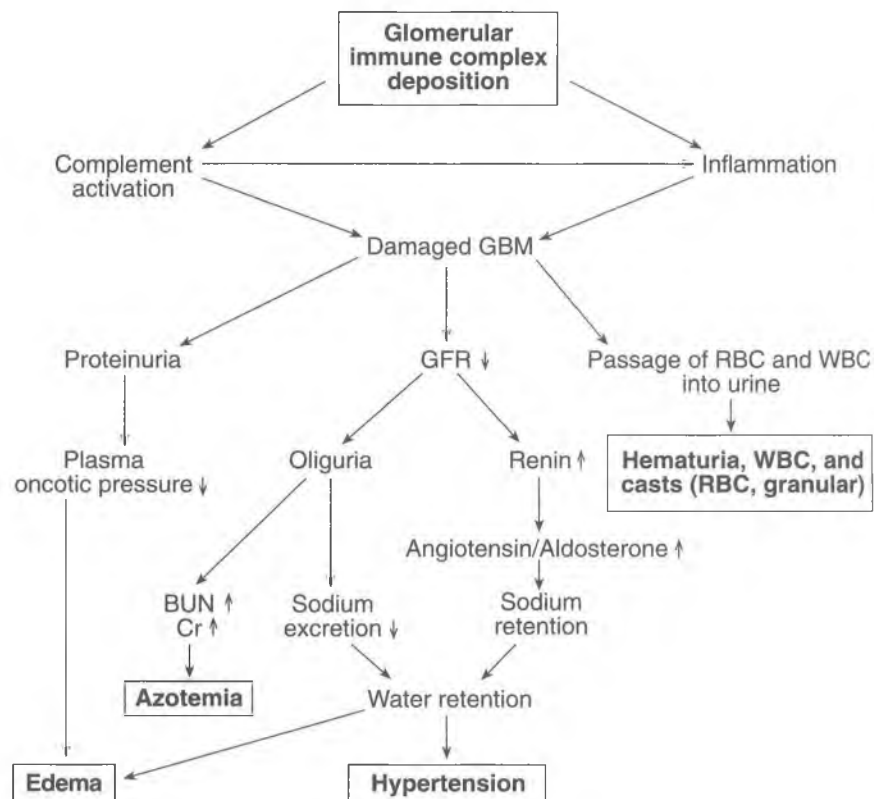 Glomerular
immune complex
deposition
Complement
activation
Inflammation
Damaged GBM
Proteinuria
GFR ↓
Passage of RBC and WBC
into urine
Plasma
oncotic pressure ↓
Oliguria
Renin ↑
Hematuria, WBC, and
casts (RBC, granular)
Angiotensin/Aldosterone ↑
BUN ↑
Cr ↑
Sodium
excretion ↓
Sodium
retention
Azotemia
Water retention
Edema
Hypertension